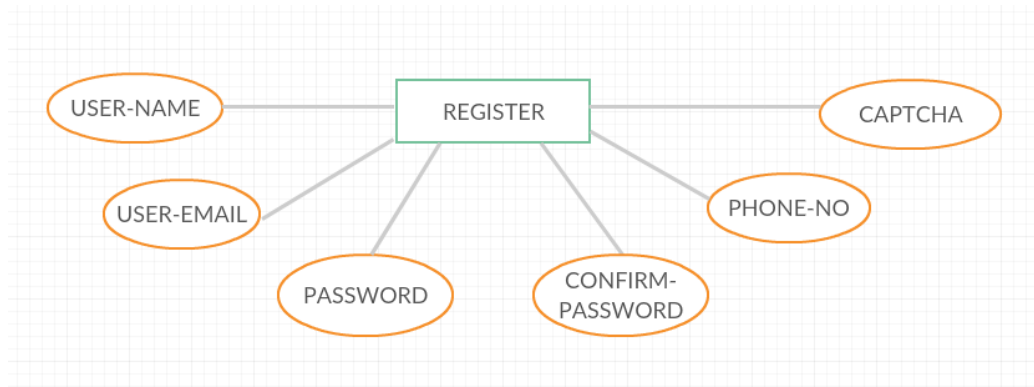 USER-NAME
REGISTER
CAPTCHA
USER-EMAIL
PHONE-NO
PASSWORD
CONFIRM-
PASSWORD